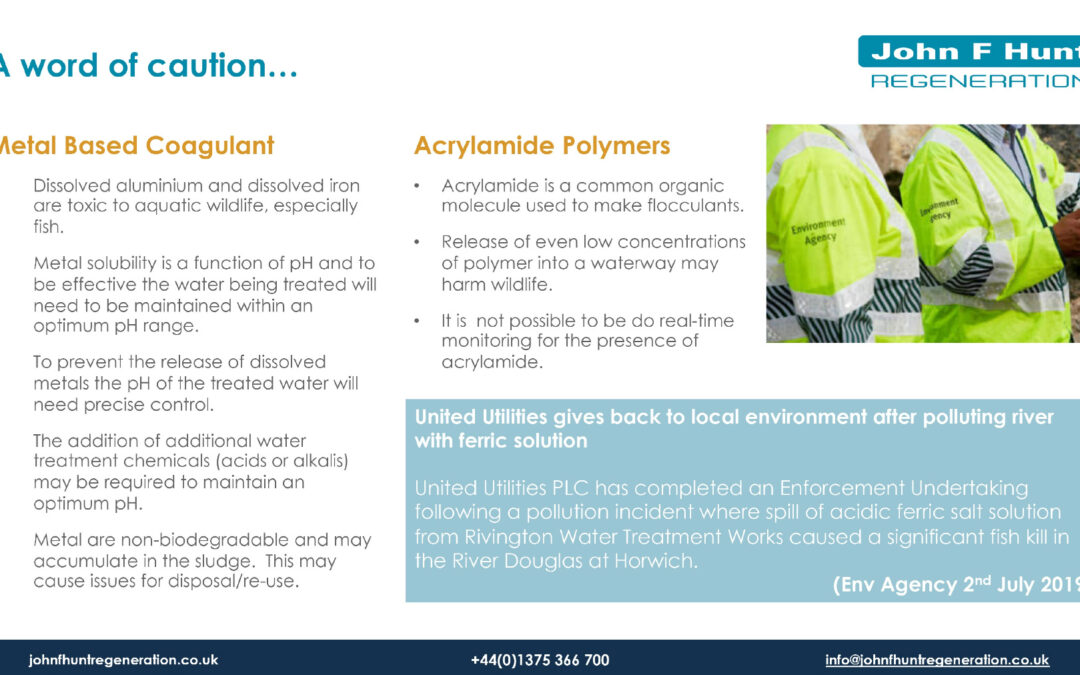 A word of caution…
John F Hunt
REGENERATION
Metal Based Coagulant
Dissolved aluminium and dissolved iron
are toxic to aquatic wildlife, especially
fish.
Metal solubility is a function of pH and to
be effective the water being treated will
need to be maintained within an
optimum pH range.
To prevent the release of dissolved
metals the pH of the treated water will
need precise control.
The addition of additional water
treatment chemicals (acids or alkalis)
may be required to maintain an
optimum pH.
Metal are non-biodegradable and may
accumulate in the sludge. This may
cause issues for disposal/re-use.
Acrylamide Polymers
• Acrylamide is a common organic
molecule used to make flocculants.
• Release of even low concentrations
of polymer into a waterway may
harm wildlife.
• It is not possible to be do real-time
monitoring for the presence of
acrylamide.
Environment
Agency
Environment
Agency
United Utilities gives back to local environment after polluting river
with ferric solution
United Utilities PLC has completed an Enforcement Undertaking
following a pollution incident where spill of acidic ferric salt solution
from Rivington Water Treatment Works caused a significant fish kill in
the River Douglas at Horwich.
(Env Agency 2nd July 2019
johnfhuntregeneration.co.uk
+44(0)1375 366 700
info@johnfhuntregeneration.co.uk